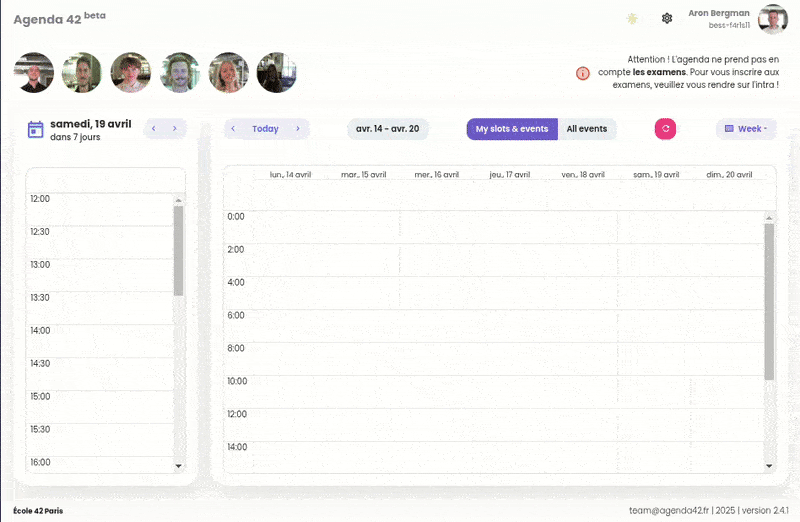 Agenda 42 beta
Aron Bergman
Attention ! L'agenda ne prend pas en
compte les examens. Pour vous inscrire aux
examens, veuillez vous rendre sur l'intra !
samedi, 19 avril
dans 7 jours
Today
avr. 14 – avr. 20
My slots & events
All events
Week
lun., 14 avril
mar., 15 avril
mer., 16 avril
jeu., 17 avril
ven., 18 avril
sam., 19 avril
dim., 20 avril
12:00
12:30
13:00
13:30
14:00
14:30
15:00
15:30
16:00
0:00
2:00
4:00
6:00
8:00
10:00
12:00
14:00
École 42 Paris
team@agenda42.fr | 2025 | version 2.4.1